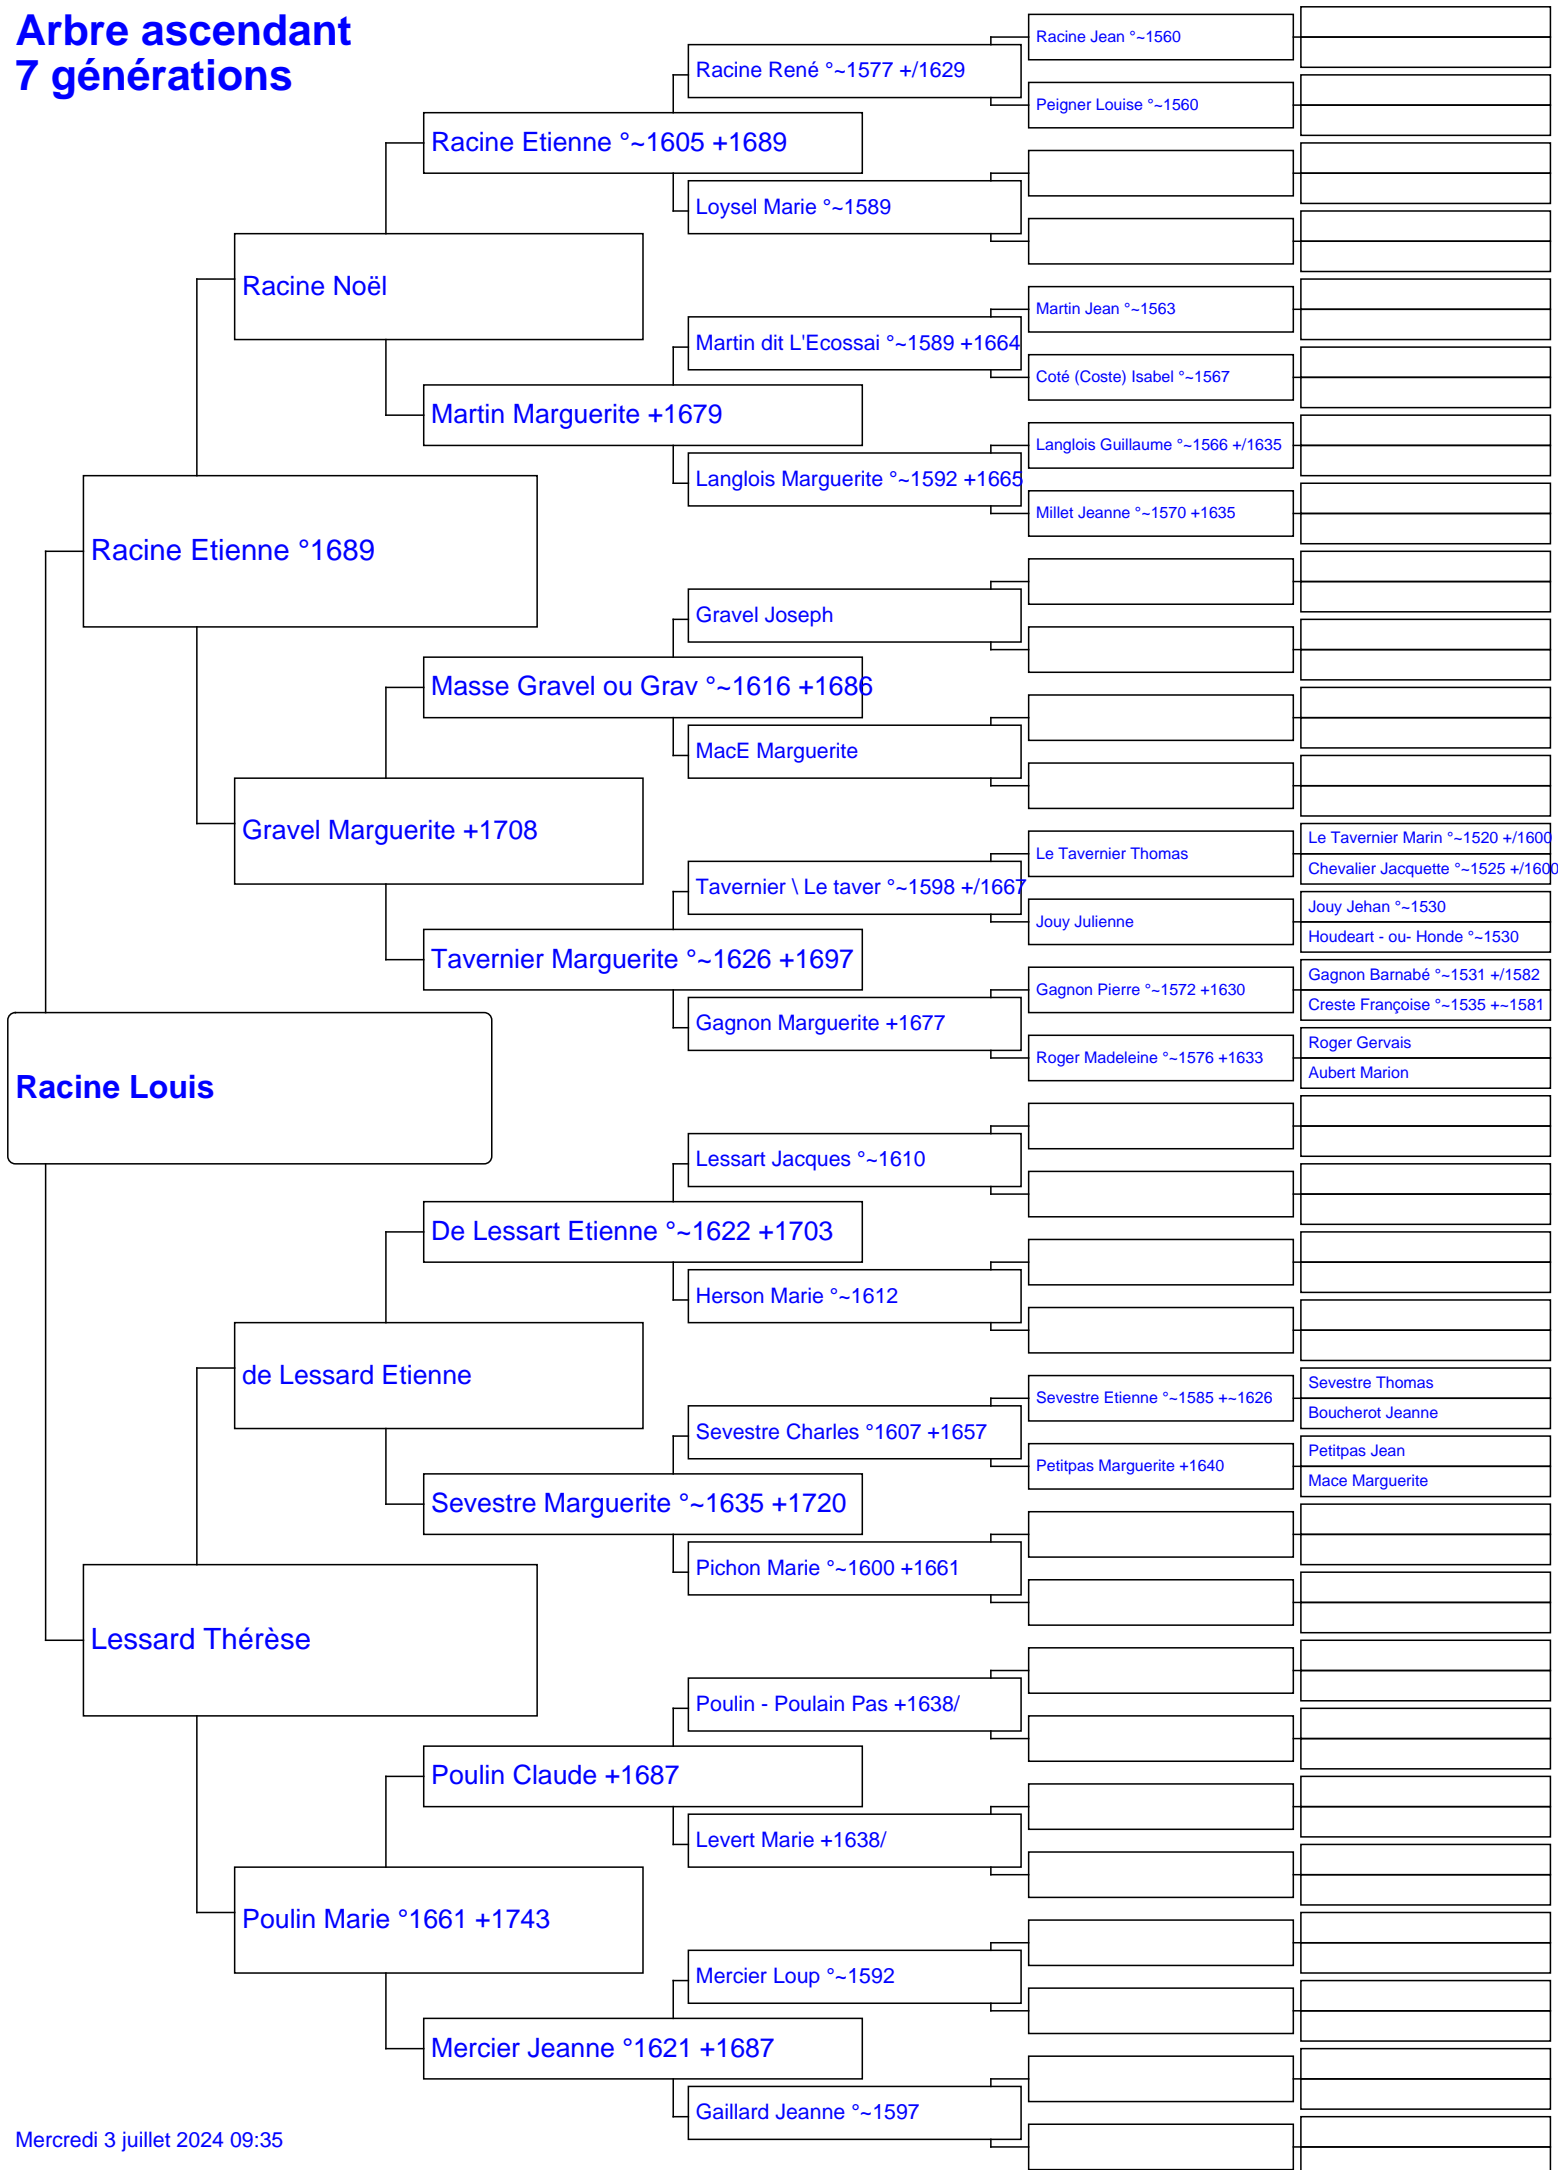 Arbre ascendant
7 générations
Racine Jean °~1560
Racine René °~1577 +/1629
Peigner Louise °~1560
Racine Etienne °~1605 +1689
Loysel Marie °~1589
Racine Noël
Martin Jean °~1563
Martin dit L'Ecossai °~1589 +1664
Coté (Coste) Isabel °~1567
Martin Marguerite +1679
Langlois Guillaume °~1566 +/1635
Langlois Marguerite °~1592 +1665
Millet Jeanne °~1570 +1635
Racine Etienne °1689
Gravel Joseph
Masse Gravel ou Grav °~1616 +1686
MacE Marguerite
Gravel Marguerite +1708
Le Tavernier Marin °~1520 +/1600
Le Tavernier Thomas
Chevalier Jacquette °~1525 +/1600
Tavernier \ Le taver °~1598 +/1667
Jouy Jehan °~1530
Jouy Julienne
Houdeart - ou- Honde °~1530
Tavernier Marguerite °~1626 +1697
Gagnon Barnabé °~1531 +/1582
Gagnon Pierre °~1572 +1630
Creste Françoise °~1535 +~1581
Gagnon Marguerite +1677
Roger Gervais
Roger Madeleine °~1576 +1633
Aubert Marion
Racine Louis
Lessart Jacques °~1610
De Lessart Etienne °~1622 +1703
Herson Marie °~1612
de Lessard Etienne
Sevestre Thomas
Sevestre Etienne °~1585 +~1626
Boucherot Jeanne
Sevestre Charles °1607 +1657
Petitpas Jean
Petitpas Marguerite +1640
Mace Marguerite
Sevestre Marguerite °~1635 +1720
Pichon Marie °~1600 +1661
Lessard Thérèse
Poulin - Poulain Pas +1638/
Poulin Claude +1687
Levert Marie +1638/
Poulin Marie °1661 +1743
Mercier Loup °~1592
Mercier Jeanne °1621 +1687
Gaillard Jeanne °~1597
Mercredi 3 juillet 2024 09:35